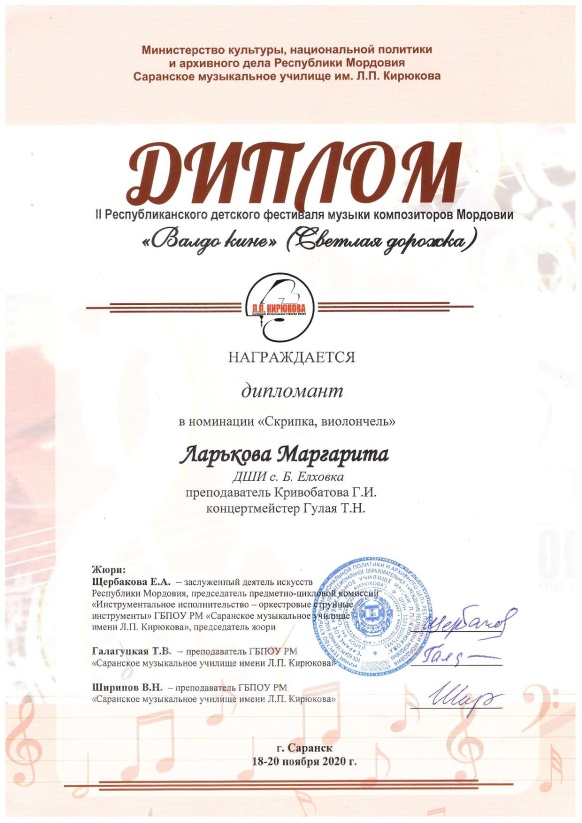 Министерство культуры, национальной политики
и архивного дела Республики Мордовия
Саранское музыкальное училище им. Л.П. Кирюкова
ДИПЛОМ
II Республиканского детского фестиваля музыки композиторов Мордовии
«Валдо кине» (Светлая дорожка)
Л.П. КИРЮКОВА
НАГРАЖДАЕТСЯ
дипломант
в номинации «Скрипка, виолончель»
Ларькова Маргарита
ДШИ с. Б. Елховка
преподаватель Кривобатова Г.И.
концертмейстер Гулая Т.Н.
Жюри:
Щербакова Е.А. – заслуженный деятель искусств
Республики Мордовия, председатель предметно-цикловой комиссии
«Инструментальное исполнительство – оркестровые струнные
инструменты» ГБПОУ РМ «Саранское музыкальное училище
имени Л.П. Кирюкова», председатель жюри
Галагуцкая Т.В. – преподаватель ГБПОУ РМ
«Саранское музыкальное училище имени Л.П. Кирюкова»
Ширипов В.Н. – преподаватель ГБПОУ РМ
«Саранское музыкальное училище имени Л.П. Кирюкова»
г. Саранск
18-20 ноября 2020 г.